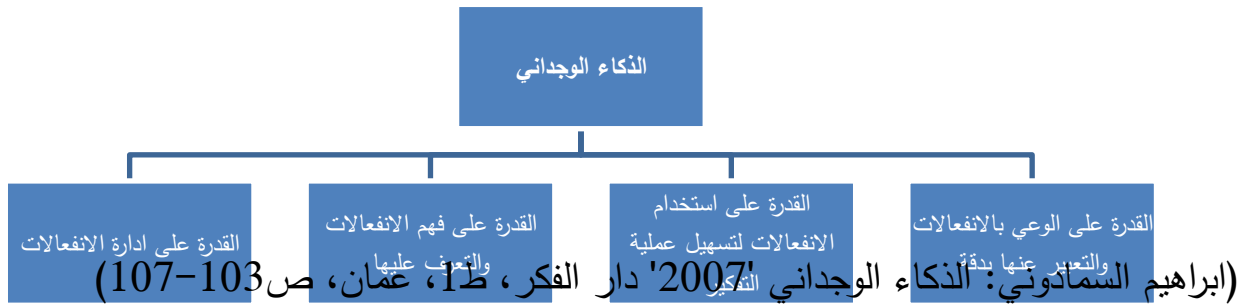 الذكاء الوجداني
القدرة على الوعي بالانفعالات
والتعبير عنها بدقة
القدرة على استخدام
الانفعالات لتسهيل عملية
التفكير
القدرة على فهم الانفعالات
والتعرف عليها
القدرة على ادارة الانفعالات
(ابراهيم السمادوني: الذكاء الوجداني '2007' دار الفكر، ط1، عمان، ص103-107)